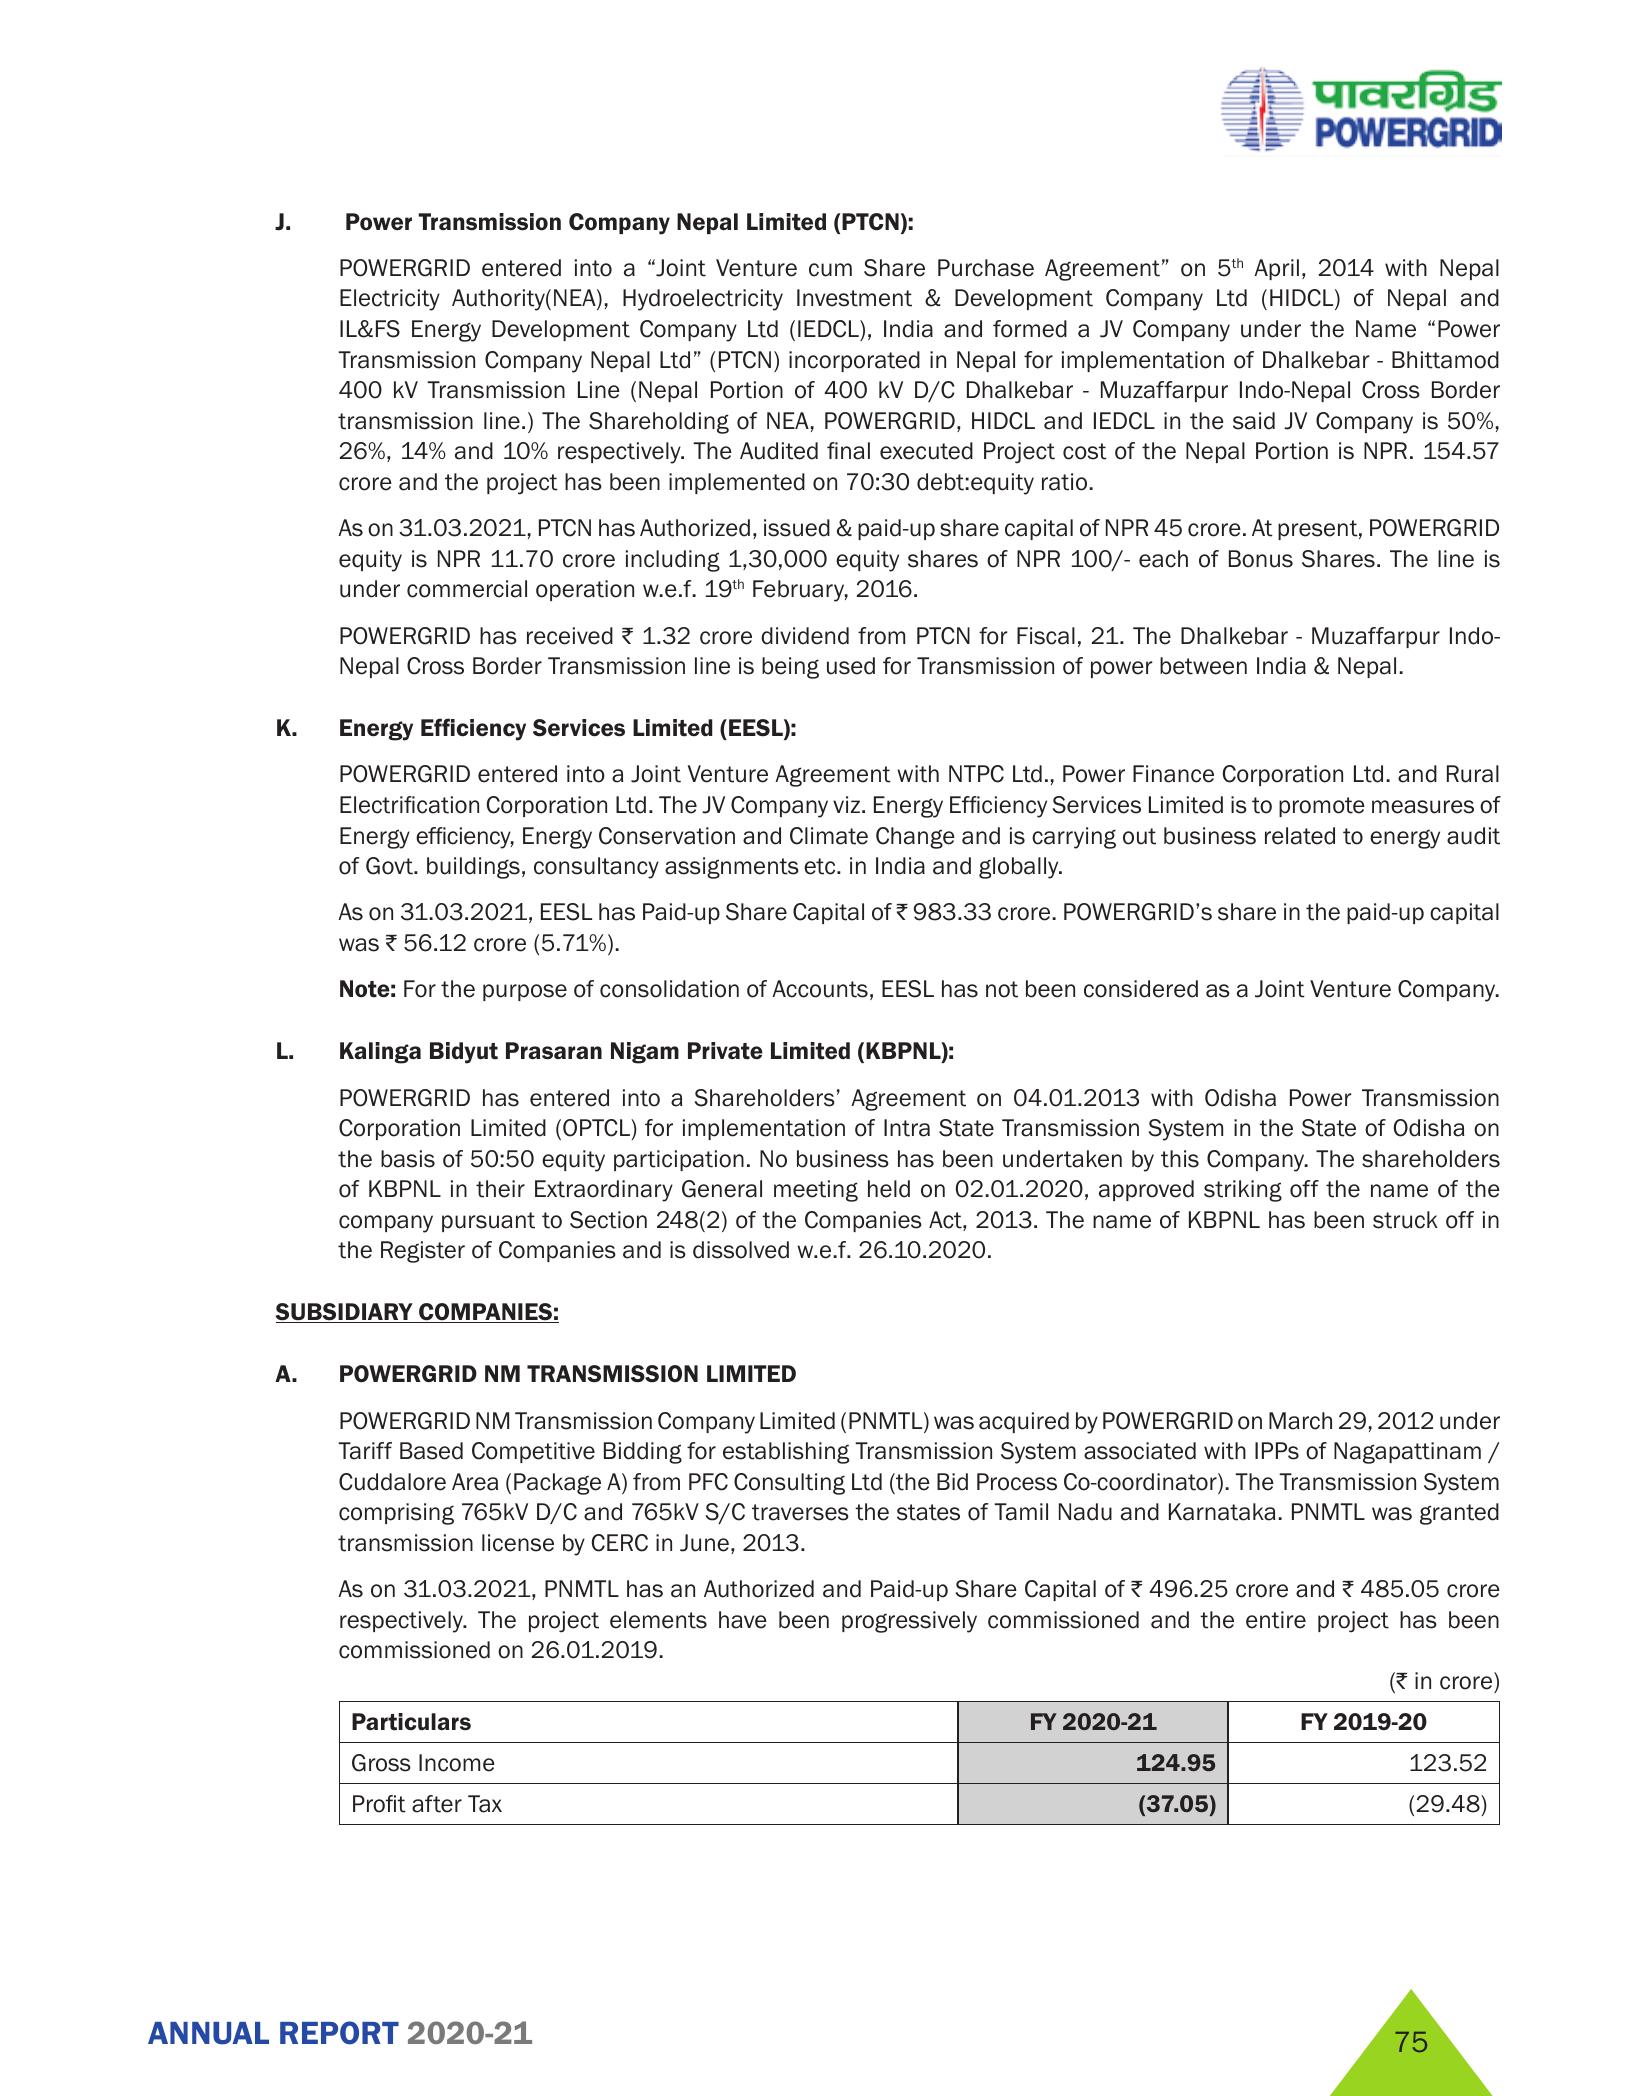 पावरग्रिड
POWERGRID
J. Power Transmission Company Nepal Limited (PTCN):
POWERGRID entered into a “Joint Venture cum Share Purchase Agreement” on 5th April, 2014 with Nepal
Electricity Authority(NEA), Hydroelectricity Investment & Development Company Ltd (HIDCL) of Nepal and
IL&FS Energy Development Company Ltd (IEDCL), India and formed a JV Company under the Name “Power
Transmission Company Nepal Ltd” (PTCN) incorporated in Nepal for implementation of Dhalkebar - Bhittamod
400 kV Transmission Line (Nepal Portion of 400 kV D/C Dhalkebar - Muzaffarpur Indo-Nepal Cross Border
transmission line.) The Shareholding of NEA, POWERGRID, HIDCL and IEDCL in the said JV Company is 50%,
26%, 14% and 10% respectively. The Audited final executed Project cost of the Nepal Portion is NPR. 154.57
crore and the project has been implemented on 70:30 debt:equity ratio.
As on 31.03.2021, PTCN has Authorized, issued & paid-up share capital of NPR 45 crore. At present, POWERGRID
equity is NPR 11.70 crore including 1,30,000 equity shares of NPR 100/- each of Bonus Shares. The line is
under commercial operation w.e.f. 19th February, 2016.
POWERGRID has received ₹ 1.32 crore dividend from PTCN for Fiscal, 21. The Dhalkebar - Muzaffarpur Indo-
Nepal Cross Border Transmission line is being used for Transmission of power between India & Nepal.
K. Energy Efficiency Services Limited (EESL):
POWERGRID entered into a Joint Venture Agreement with NTPC Ltd., Power Finance Corporation Ltd. and Rural
Electrification Corporation Ltd. The JV Company viz. Energy Efficiency Services Limited is to promote measures of
Energy efficiency, Energy Conservation and Climate Change and is carrying out business related to energy audit
of Govt. buildings, consultancy assignments etc. in India and globally.
As on 31.03.2021, EESL has Paid-up Share Capital of ₹ 983.33 crore. POWERGRID’s share in the paid-up capital
was ₹ 56.12 crore (5.71%).
Note: For the purpose of consolidation of Accounts, EESL has not been considered as a Joint Venture Company.
L. Kalinga Bidyut Prasaran Nigam Private Limited (KBPNL):
POWERGRID has entered into a Shareholders’ Agreement on 04.01.2013 with Odisha Power Transmission
Corporation Limited (OPTCL) for implementation of Intra State Transmission System in the State of Odisha on
the basis of 50:50 equity participation. No business has been undertaken by this Company. The shareholders
of KBPNL in their Extraordinary General meeting held on 02.01.2020, approved striking off the name of the
company pursuant to Section 248(2) of the Companies Act, 2013. The name of KBPNL has been struck off in
the Register of Companies and is dissolved w.e.f. 26.10.2020.
SUBSIDIARY COMPANIES:
A. POWERGRID NM TRANSMISSION LIMITED
POWERGRID NM Transmission Company Limited (PNMTL) was acquired by POWERGRID on March 29, 2012 under
Tariff Based Competitive Bidding for establishing Transmission System associated with IPPs of Nagapattinam /
Cuddalore Area (Package A) from PFC Consulting Ltd (the Bid Process Co-coordinator). The Transmission System
comprising 765kV D/C and 765kV S/C traverses the states of Tamil Nadu and Karnataka. PNMTL was granted
transmission license by CERC in June, 2013.
As on 31.03.2021, PNMTL has an Authorized and Paid-up Share Capital of ₹ 496.25 crore and ₹ 485.05 crore
respectively. The project elements have been progressively commissioned and the entire project has been
commissioned on 26.01.2019.
(₹ in crore)
Particulars FY 2020-21 FY 2019-20
Gross Income 124.95 123.52
Profit after Tax (37.05) (29.48)
ANNUAL REPORT 2020-21
75